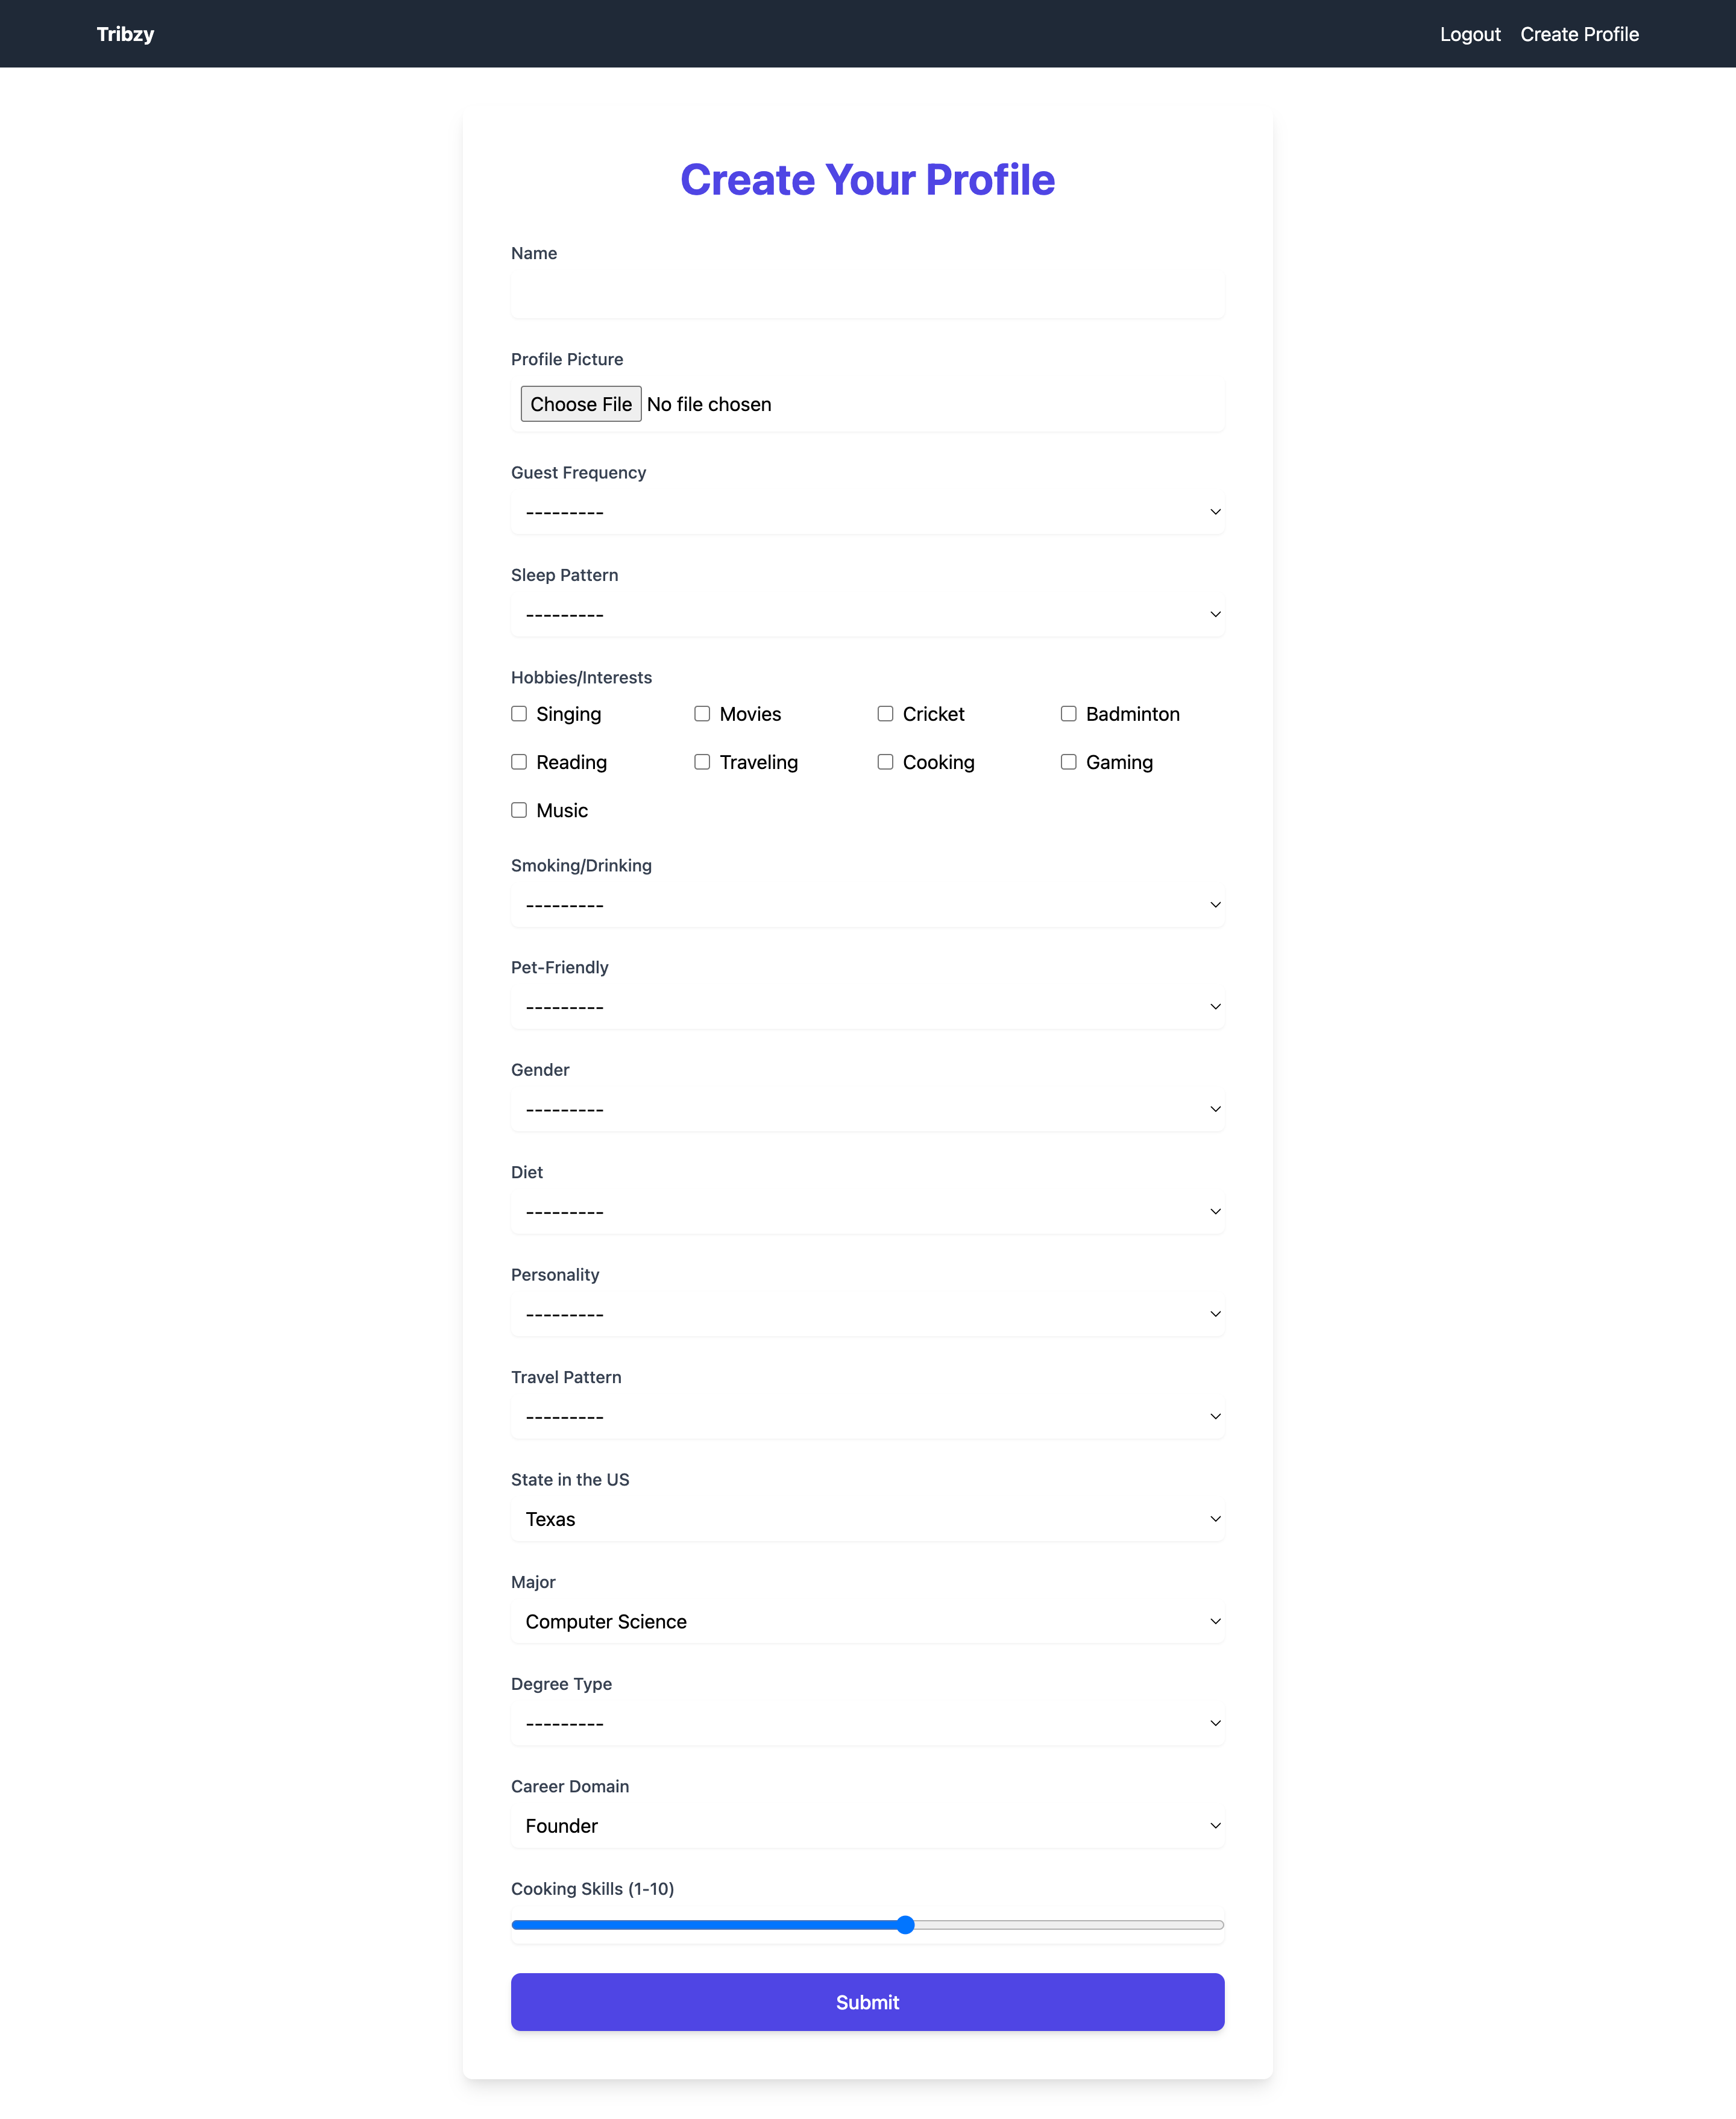 Tribzy Logout Create Profile
Create Your Profile
Name
Profile Picture
Choose File No file chosen
Guest Frequency
---------
Sleep Pattern
---------
Hobbies/Interests
Singing Movies Cricket Badminton
Reading Traveling Cooking Gaming
Music
Smoking/Drinking
---------
Pet-Friendly
---------
Gender
---------
Diet
---------
Personality
---------
Travel Pattern
---------
State in the US
Texas
Major
Computer Science
Degree Type
---------
Career Domain
Founder
Cooking Skills (1-10)
Submit